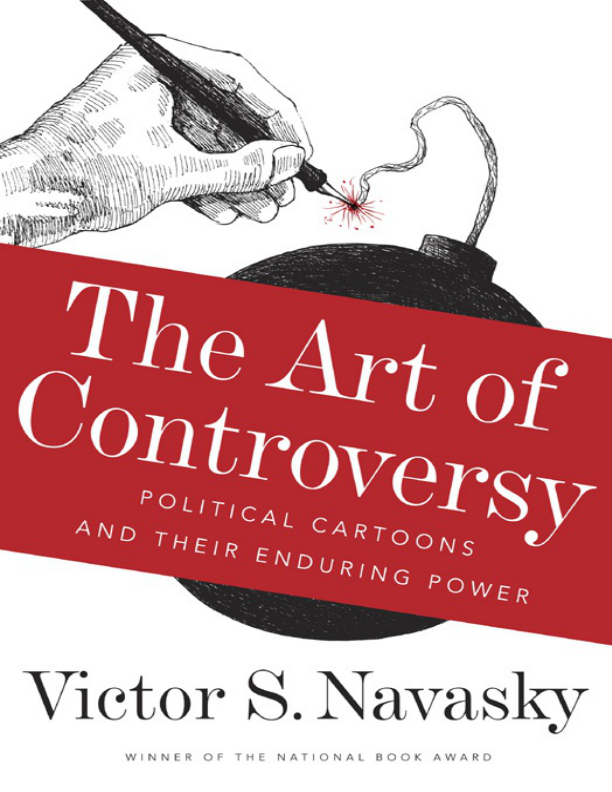 The Art of
Controversy
POLITICAL CARTOONS
AND THEIR ENDURING POWER
Victor S. Navasky
WINNER OF THE NATIONAL BOOK AWARD